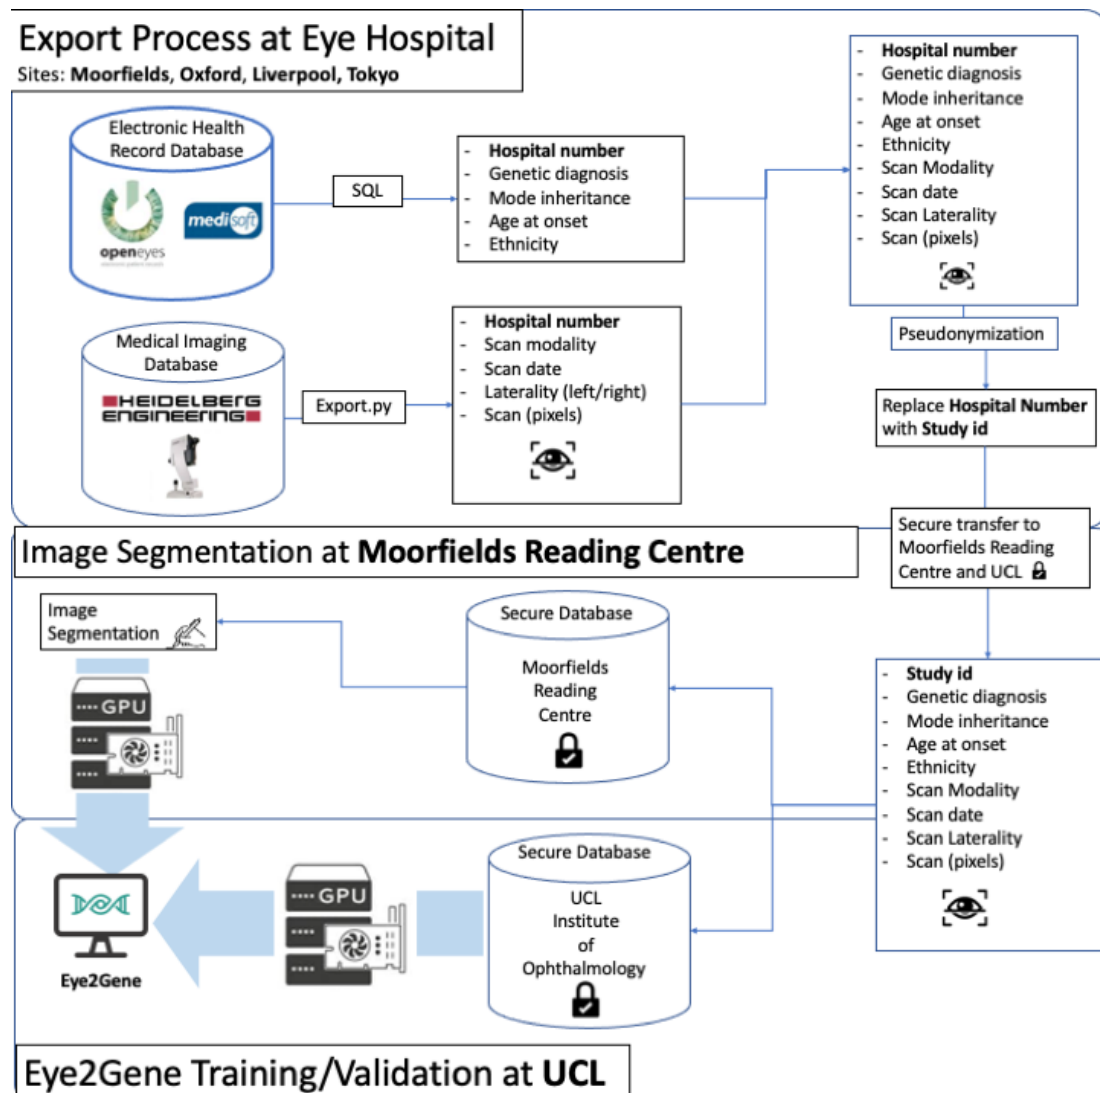 Export Process at Eye Hospital
Sites: Moorfields, Oxford, Liverpool, Tokyo
Electronic Health
Record Database
openeyes
medisoft
SQL
- Hospital number
- Genetic diagnosis
- Mode inheritance
- Age at onset
- Ethnicity
Medical Imaging
Database
HEIDELBERG
ENGINEERING
Export.py
- Hospital number
- Scan modality
- Scan date
- Laterality (left/right)
- Scan (pixels)
- Hospital number
- Genetic diagnosis
- Mode inheritance
- Age at onset
- Ethnicity
- Scan Modality
- Scan date
- Scan Laterality
- Scan (pixels)
Pseudonymization
Replace Hospital Number
with Study id
Secure transfer to
Moorfields Reading
Centre and UCL
Image Segmentation at Moorfields Reading Centre
Image
Segmentation
GPU
Secure Database
Moorfields
Reading
Centre
- Study id
- Genetic diagnosis
- Mode inheritance
- Age at onset
- Ethnicity
- Scan Modality
- Scan date
- Scan Laterality
- Scan (pixels)
Secure Database
UCL
Institute
of
Ophthalmology
GPU
Eye2Gene
Eye2Gene Training/Validation at UCL